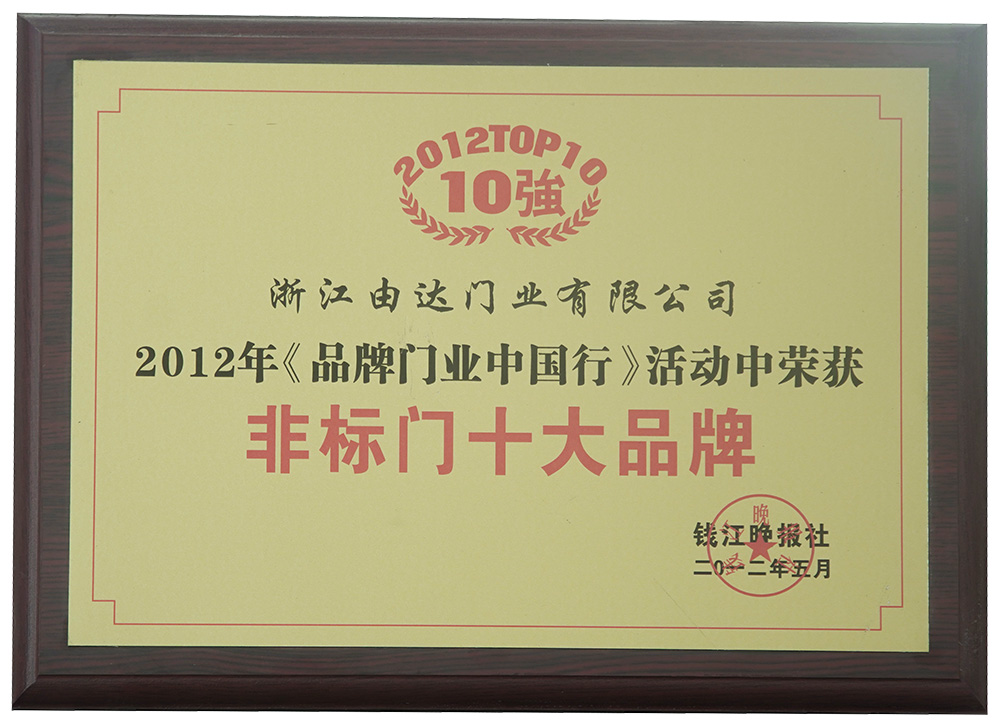 2012TOP10
10強
浙江由达门业有限公司
2012年《品牌门业中国行》活动中荣获
非标门十大品牌
钱江晚报社
二0一二年五月